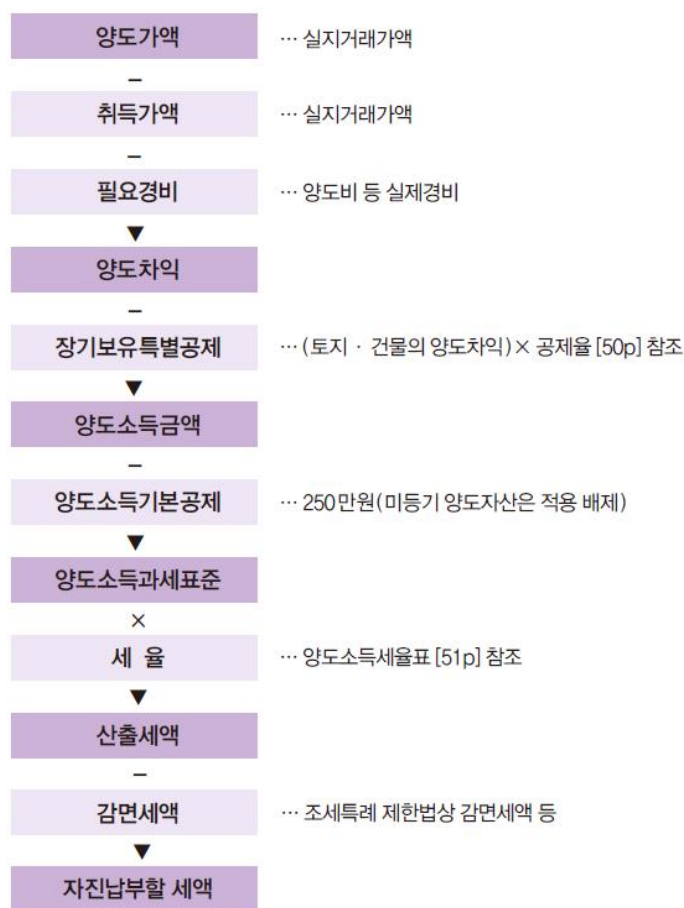 양도가액 … 실지거래가액
–
취득가액 … 실지거래가액
–
필요경비 … 양도비 등 실제경비
▼
양도차익
–
장기보유특별공제 … (토지 · 건물의 양도차익) × 공제율 [50p] 참조
▼
양도소득금액
–
양도소득기본공제 … 250만원(미등기 양도자산은 적용 배제)
▼
양도소득과세표준
×
세 율 … 양도소득세율표 [51p] 참조
▼
산출세액
–
감면세액 … 조세특례 제한법상 감면세액 등
▼
자진납부할 세액